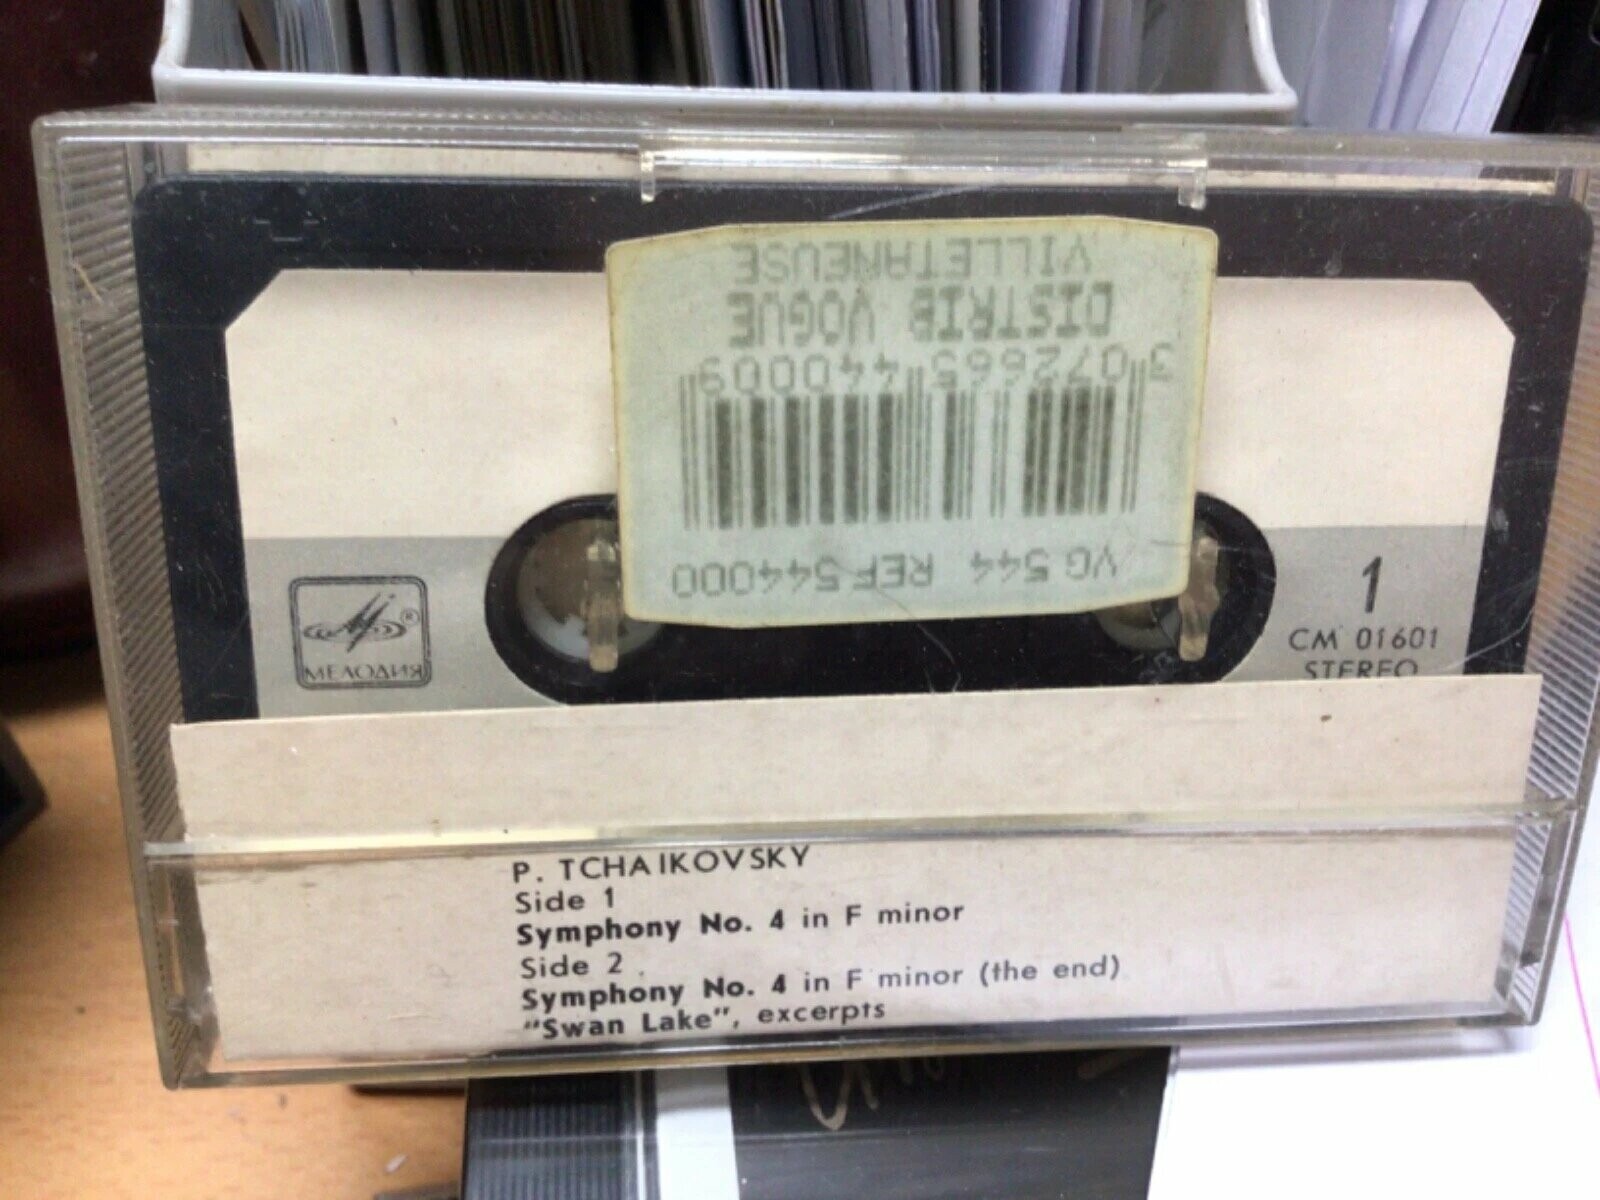 VILLETANEUSE
DISTRIB VOGUE
3 072665 440009
VG 544 REF 544000
МЕЛОДИЯ
®
1
СМ 01601
STEREO
P. TCHAIKOVSKY
Side 1
Symphony No. 4 in F minor
Side 2
Symphony No. 4 in F minor (the end)
"Swan Lake", excerpts